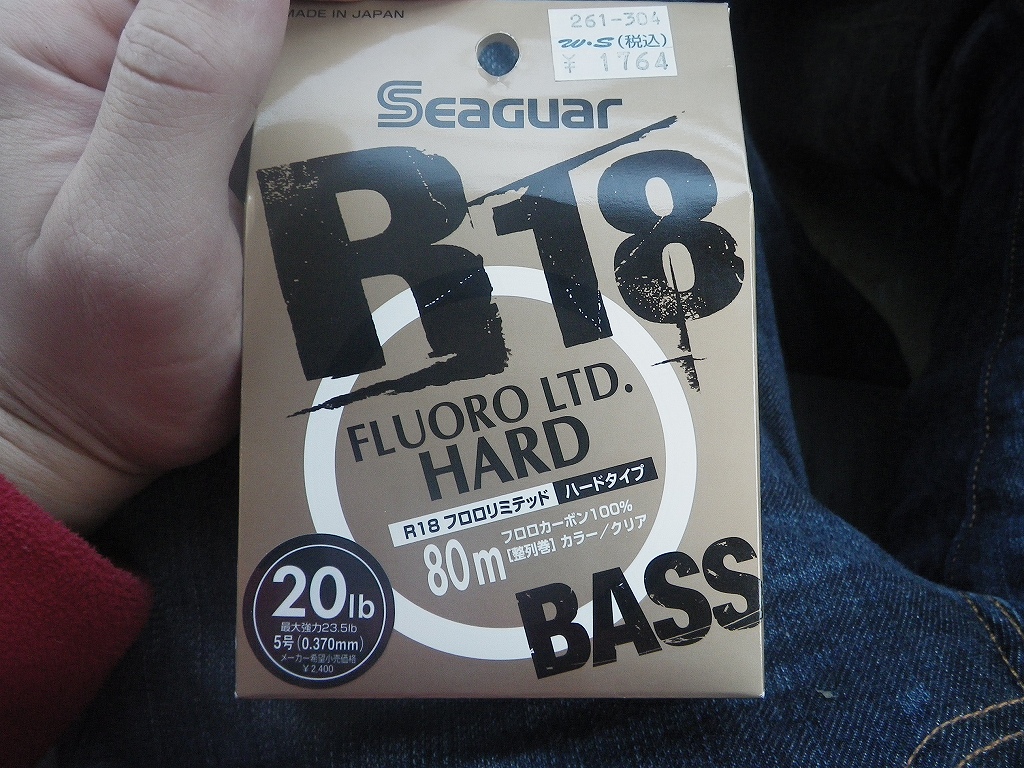 MADE IN JAPAN
261-304
W・S(税込)
¥ 1764
Seaguar
R18
FLUORO LTD.
HARD
R18 フロロリミテッド ハードタイプ
80m
フロロカーボン100%
[整列巻] カラー/クリア
BASS
20lb
最大強力23.5lb
5号(0.370mm)
メーカー希望小売価格
¥2,400